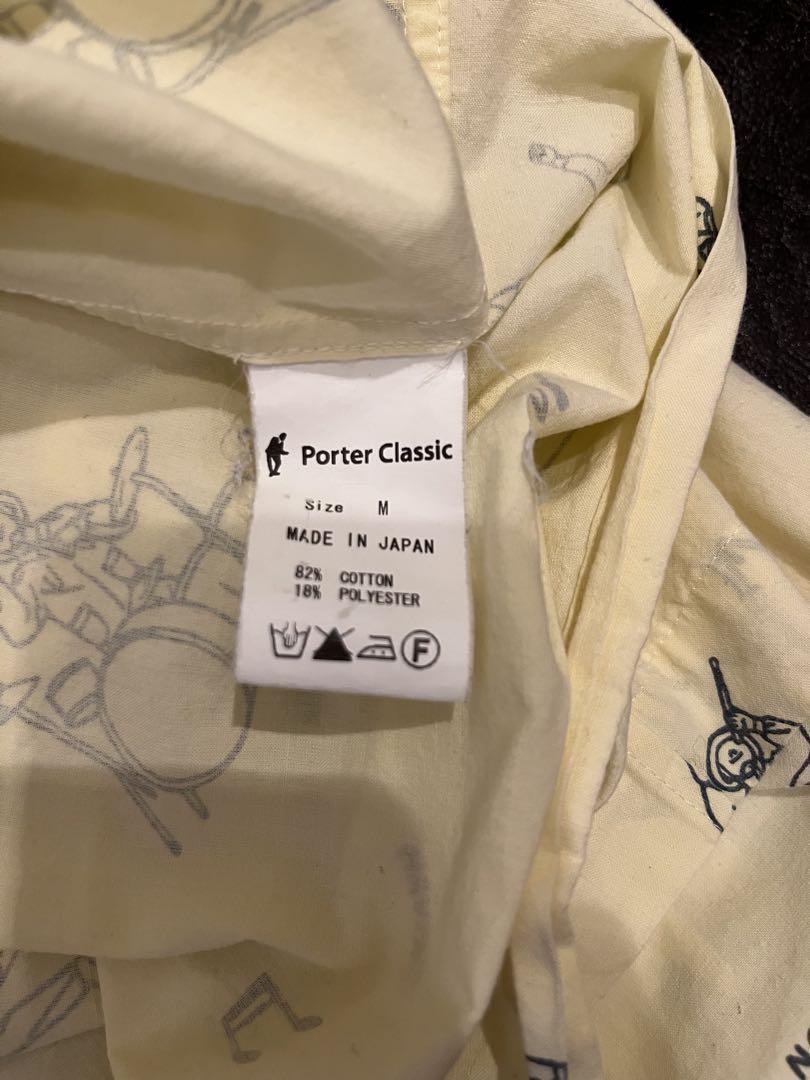 Porter Classic
Size M
MADE IN JAPAN
82% COTTON
18% POLYESTER
F